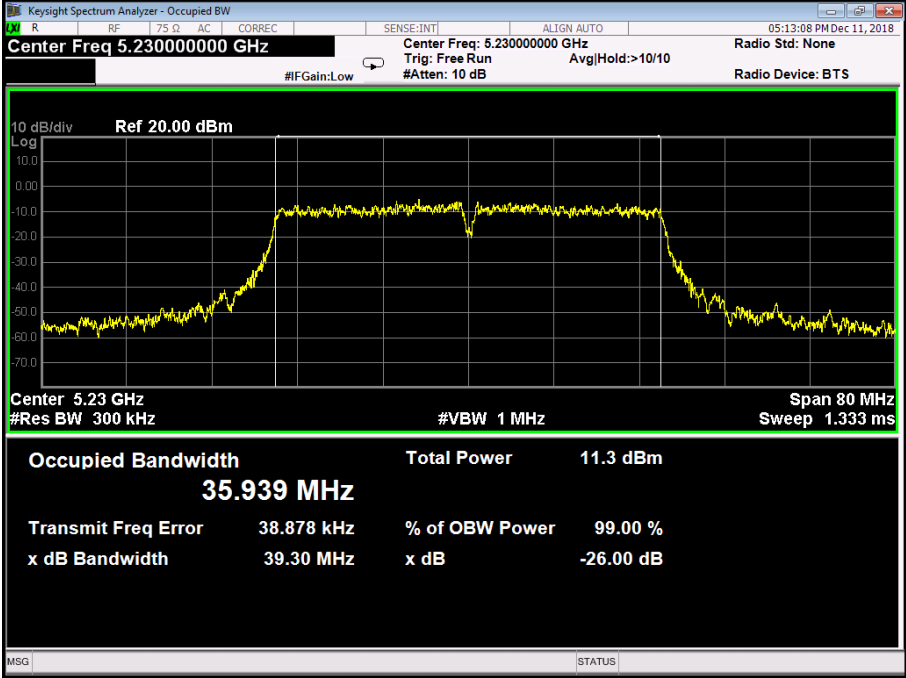 Keysight Spectrum Analyzer - Occupied BW
LXI R RF 75 Ω AC CORREC SENSE:INT ALIGN AUTO 05:13:08 PM Dec 11, 2018
Center Freq 5.230000000 GHz
Center Freq: 5.230000000 GHz
Radio Std: None
Trig: Free Run Avg|Hold:>10/10
#IFGain:Low #Atten: 10 dB Radio Device: BTS
10 dB/div Ref 20.00 dBm
Log
10.0
0.00
-10.0
-20.0
-30.0
-40.0
-50.0
-60.0
-70.0
Center 5.23 GHz Span 80 MHz
#Res BW 300 kHz #VBW 1 MHz Sweep 1.333 ms
Occupied Bandwidth Total Power 11.3 dBm
35.939 MHz
Transmit Freq Error 38.878 kHz % of OBW Power 99.00 %
x dB Bandwidth 39.30 MHz x dB -26.00 dB
MSG STATUS